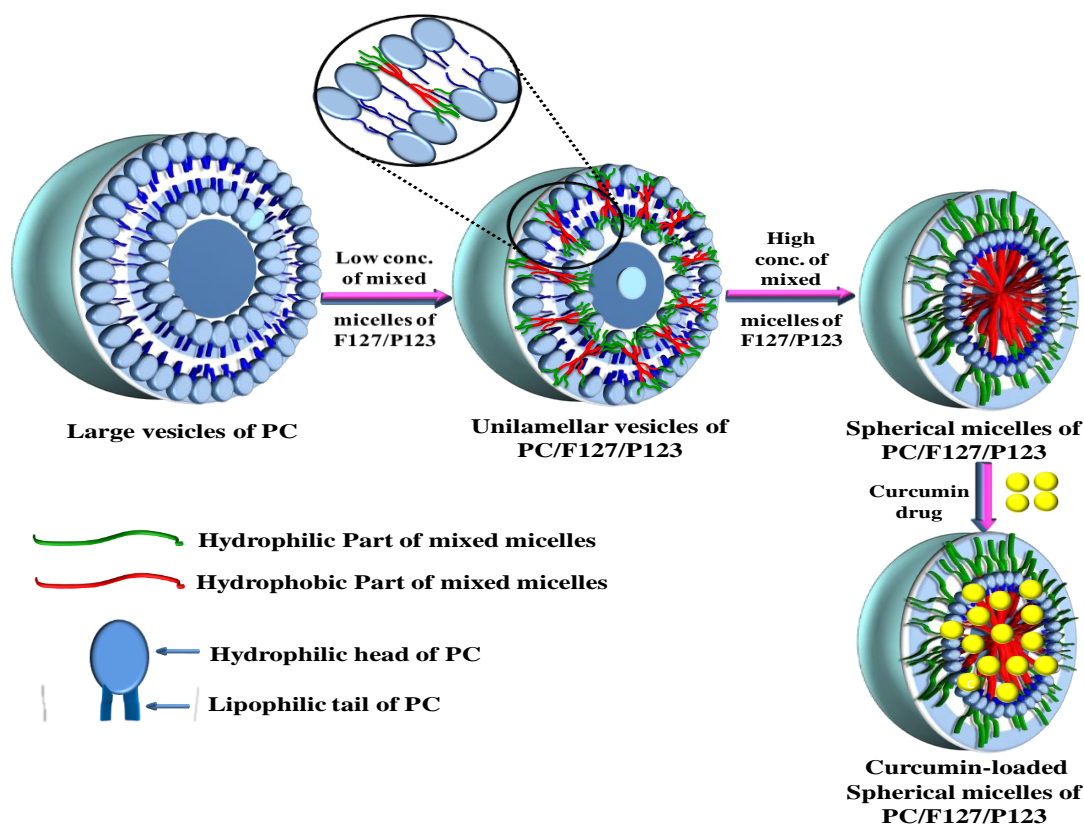 Low conc.
of mixed
micelles of
F127/P123
High
conc. of
mixed
micelles of
F127/P123
Large vesicles of PC
Unilamellar vesicles of
PC/F127/P123
Spherical micelles of
PC/F127/P123
Curcumin
drug
Hydrophilic Part of mixed micelles
Hydrophobic Part of mixed micelles
Hydrophilic head of PC
Lipophilic tail of PC
Curcumin-loaded
Spherical micelles of
PC/F127/P123